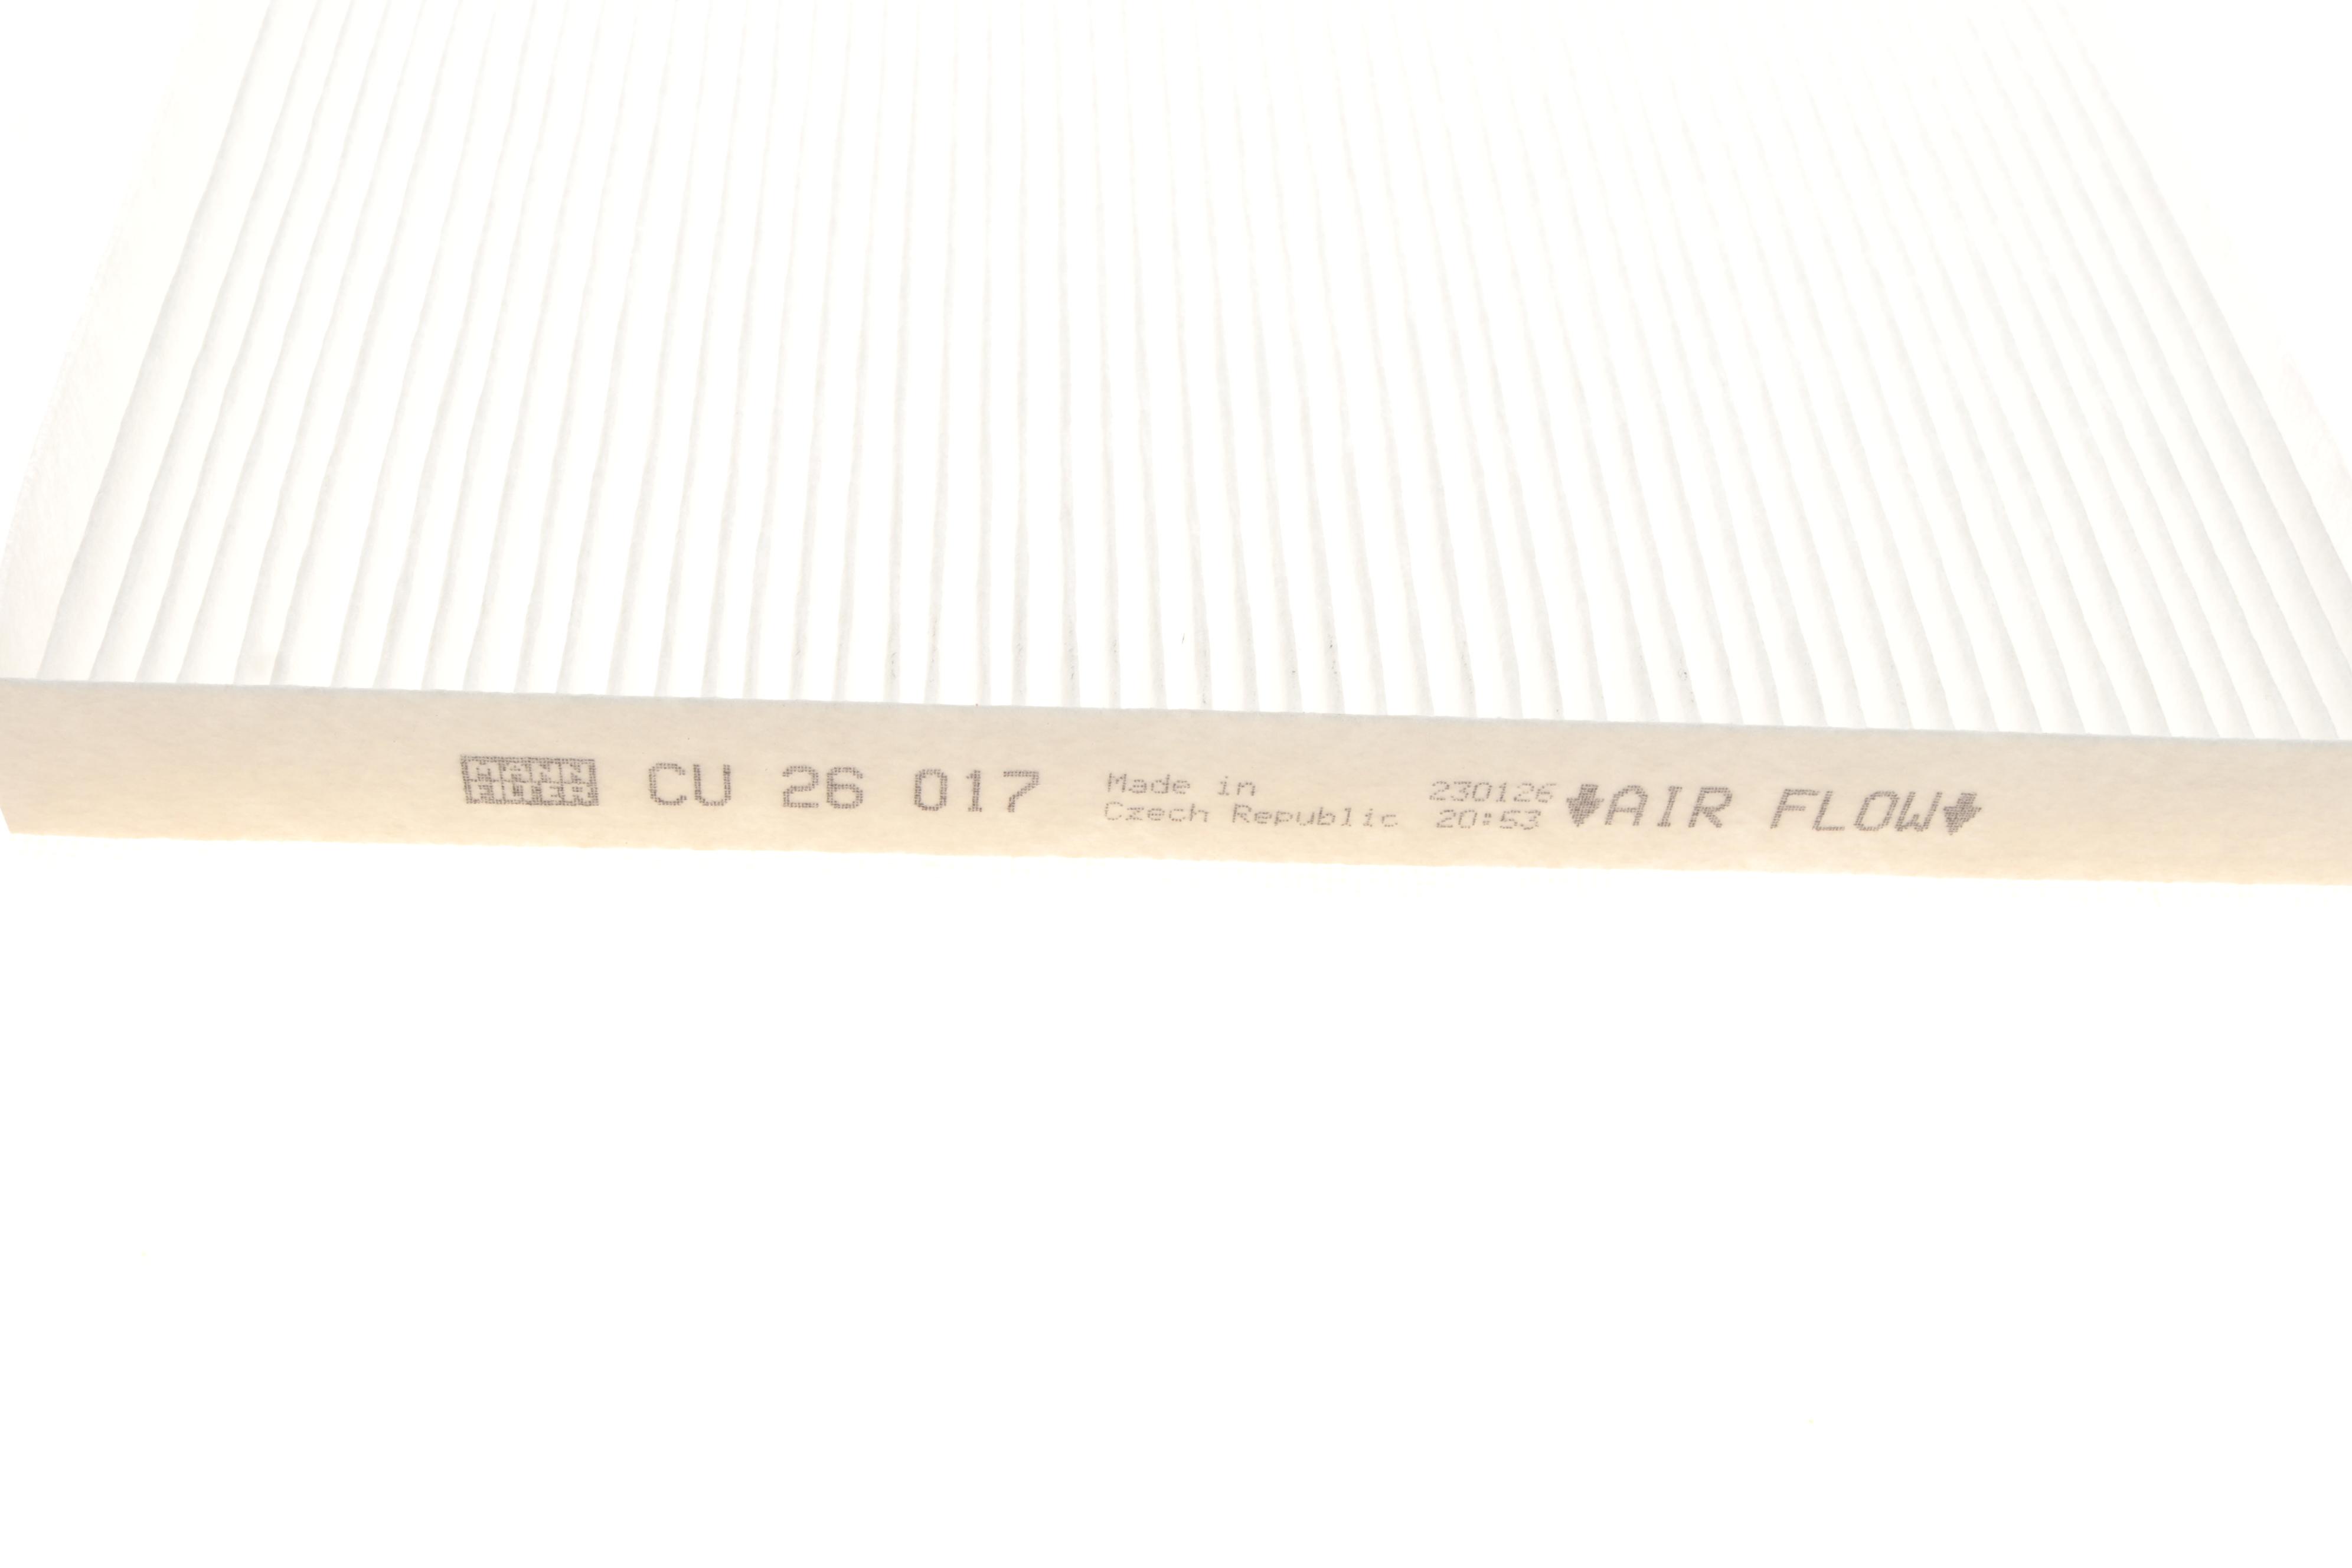 MANN
FILTER
CU 26 017
Made in
Czech Republic
230126
20:53
AIR FLOW